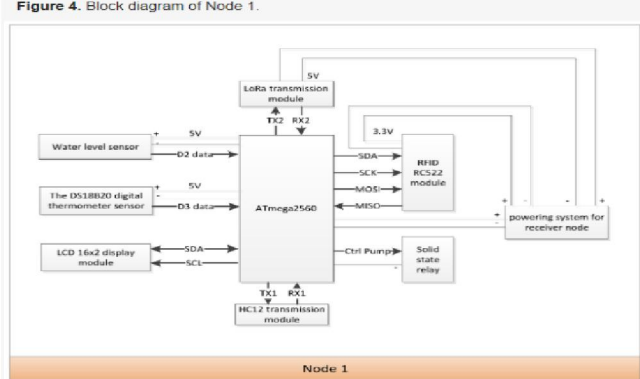 Figure 4. Block diagram of Node 1.
5V
LoRa transmission
module
TX2 RX2
3.3V
+ 5V
-
Water level sensor
D2 data
SDA
SCK
MOSI
MISO
RFID
RC522
module
+ 5V
-
The DS18B20 digital
thermometer sensor
D3 data
ATmega2560
+ - - +
+
-
powering system for
receiver node
LCD 16x2 display
module
SDA
SCL
Ctrl Pump
-
Solid
state
relay
TX1 RX1
HC12 transmission
module
Node 1